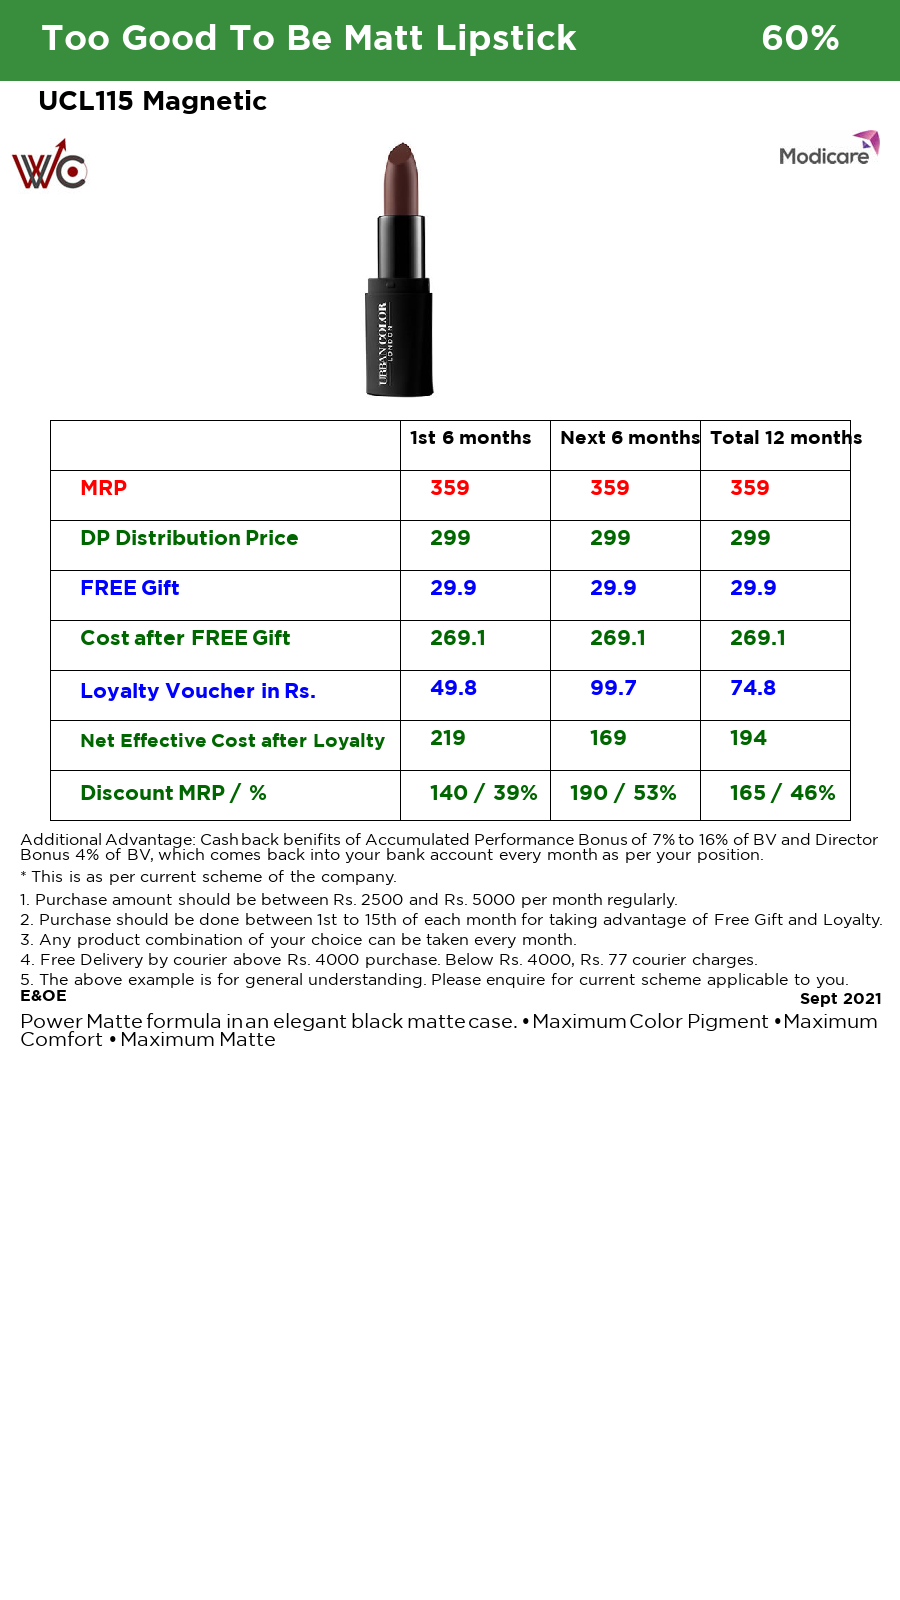 Too Good To Be Matt Lipstick 60%
UCL115 Magnetic
WC
Modicare
URBAN COLOR
LONDON
1st 6 months Next 6 months Total 12 months
MRP 359 359 359
DP Distribution Price 299 299 299
FREE Gift 29.9 29.9 29.9
Cost after FREE Gift 269.1 269.1 269.1
Loyalty Voucher in Rs. 49.8 99.7 74.8
Net Effective Cost after Loyalty 219 169 194
Discount MRP / % 140 / 39% 190 / 53% 165 / 46%
Additional Advantage: Cashback benifits of Accumulated Performance Bonus of 7% to 16% of BV and Director
Bonus 4% of BV, which comes back into your bank account every month as per your position.
* This is as per current scheme of the company.
1. Purchase amount should be between Rs. 2500 and Rs. 5000 per month regularly.
2. Purchase should be done between 1st to 15th of each month for taking advantage of Free Gift and Loyalty.
3. Any product combination of your choice can be taken every month.
4. Free Delivery by courier above Rs. 4000 purchase. Below Rs. 4000, Rs. 77 courier charges.
5. The above example is for general understanding. Please enquire for current scheme applicable to you.
E&OE Sept 2021
Power Matte formula in an elegant black matte case. • Maximum Color Pigment • Maximum
Comfort • Maximum Matte